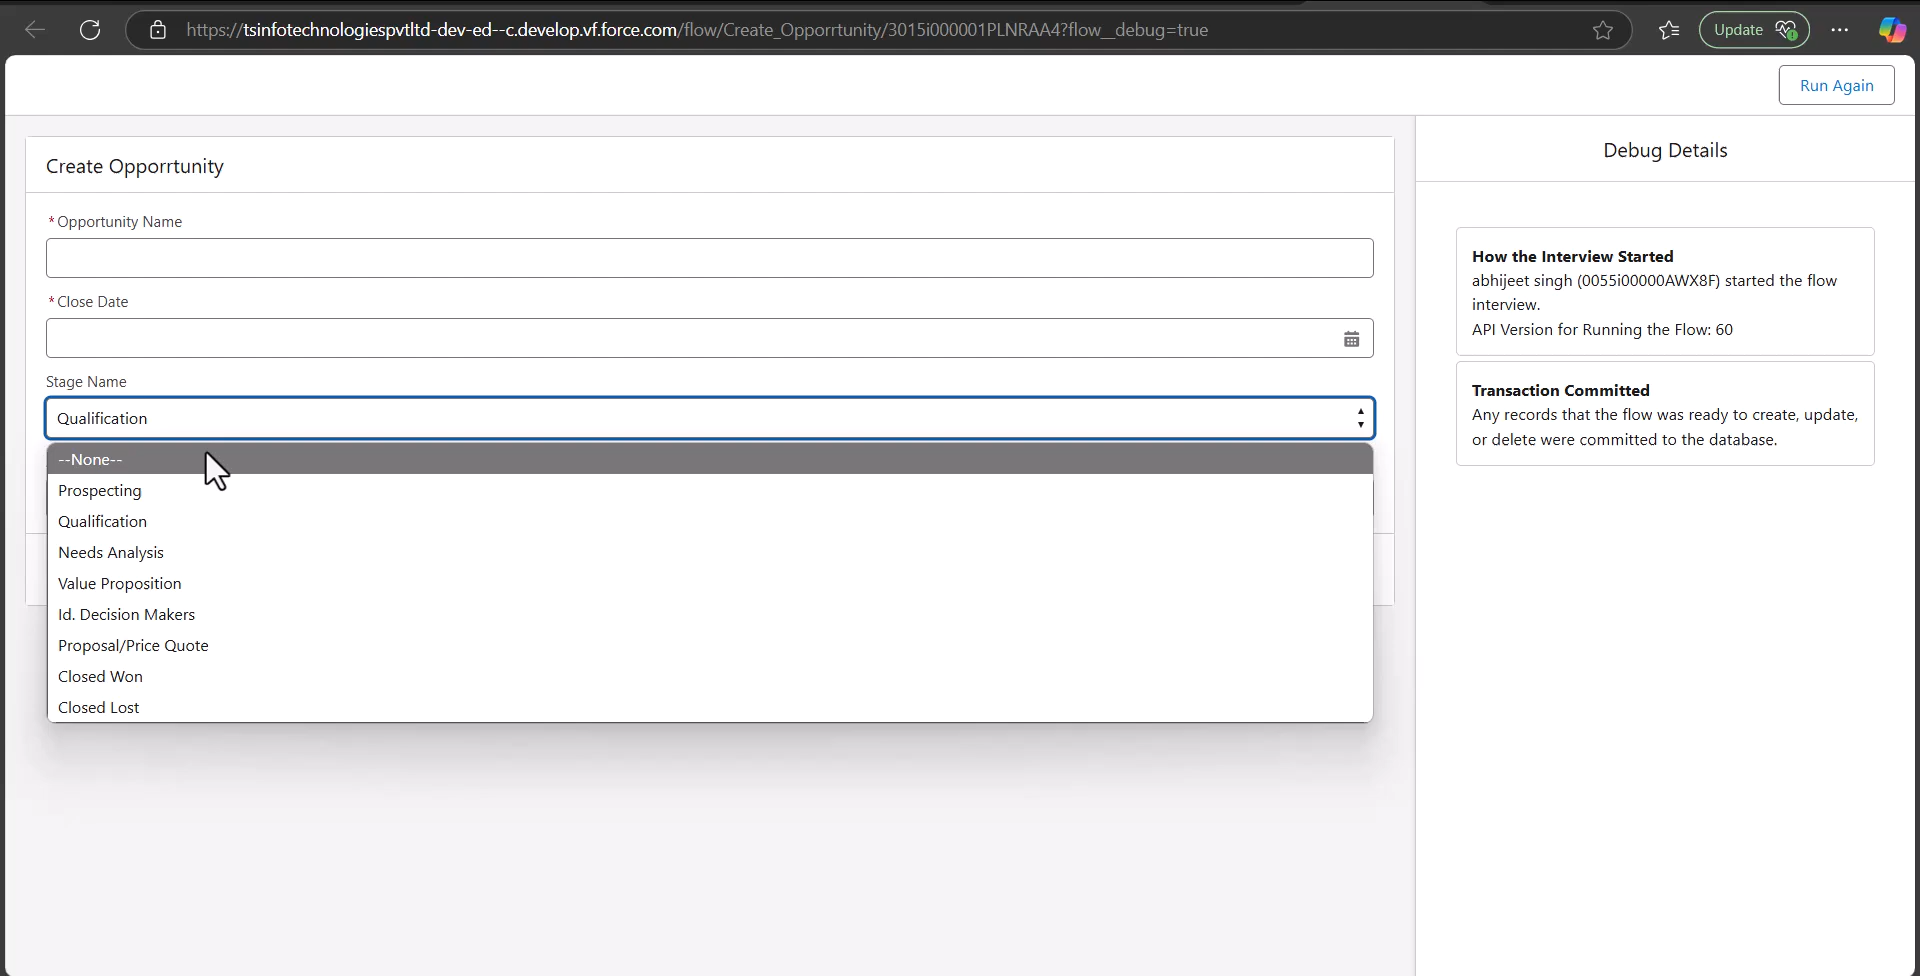 https://tsinfotechnologiespvtltd-dev-ed--c.develop.vf.force.com/flow/Create_Opporrtunity/3015i000001PLNRAA4?flow__debug=true
Update
Run Again
Create Opporrtunity
*Opportunity Name
*Close Date
Stage Name
Qualification
--None--
Prospecting
Qualification
Needs Analysis
Value Proposition
Id. Decision Makers
Proposal/Price Quote
Closed Won
Closed Lost
Debug Details
How the Interview Started
abhijeet singh (0055i00000AWX8F) started the flow
interview.
API Version for Running the Flow: 60
Transaction Committed
Any records that the flow was ready to create, update,
or delete were committed to the database.